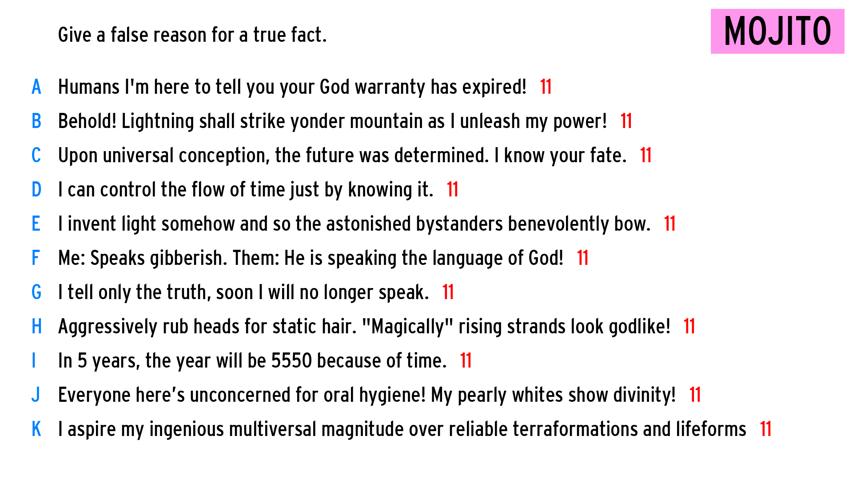 Give a false reason for a true fact.
MOJITO
A Humans I'm here to tell you your God warranty has expired! 11
B Behold! Lightning shall strike yonder mountain as I unleash my power! 11
C Upon universal conception, the future was determined. I know your fate. 11
D I can control the flow of time just by knowing it. 11
E I invent light somehow and so the astonished bystanders benevolently bow. 11
F Me: Speaks gibberish. Them: He is speaking the language of God! 11
G I tell only the truth, soon I will no longer speak. 11
H Aggressively rub heads for static hair. "Magically" rising strands look godlike! 11
I In 5 years, the year will be 5550 because of time. 11
J Everyone here’s unconcerned for oral hygiene! My pearly whites show divinity! 11
K I aspire my ingenious multiversal magnitude over reliable terraformations and lifeforms 11